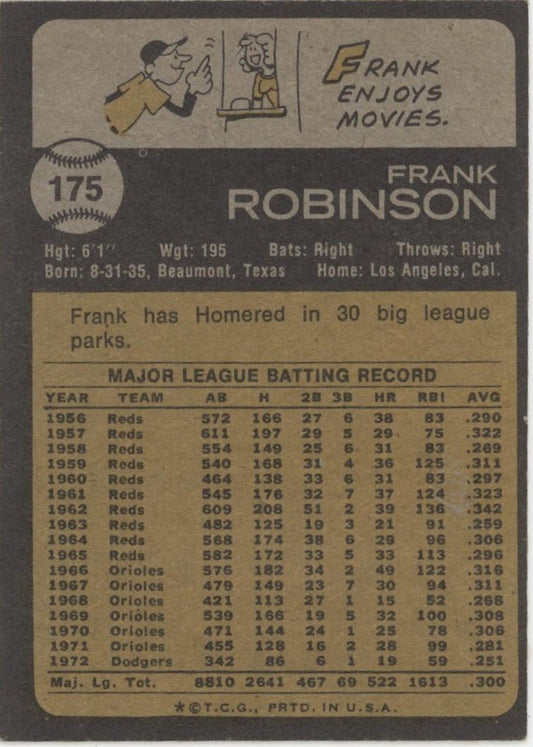 FRANK
ENJOYS
MOVIES.
175
FRANK
ROBINSON
Hgt: 6'1" Wgt: 195 Bats: Right Throws: Right
Born: 8-31-35, Beaumont, Texas Home: Los Angeles, Cal.
Frank has Homered in 30 big league
parks.
MAJOR LEAGUE BATTING RECORD
YEAR TEAM AB H 2B 3B HR RBI AVG
1956 Reds 572 166 27 6 38 83 .290
1957 Reds 611 197 29 5 29 75 .322
1958 Reds 554 149 25 6 31 83 .269
1959 Reds 540 168 31 4 36 125 .311
1960 Reds 464 138 33 6 31 83 .297
1961 Reds 545 176 32 7 37 124 .323
1962 Reds 609 208 51 2 39 136 .342
1963 Reds 482 125 19 3 21 91 .259
1964 Reds 568 174 38 6 29 96 .306
1965 Reds 582 172 33 5 33 113 .296
1966 Orioles 576 182 34 2 49 122 .316
1967 Orioles 479 149 23 7 30 94 .311
1968 Orioles 421 113 27 1 15 52 .268
1969 Orioles 539 166 19 5 32 100 .308
1970 Orioles 471 144 24 1 25 78 .306
1971 Orioles 455 128 16 2 28 99 .281
1972 Dodgers 342 86 6 1 19 59 .251
Maj. Lg. Tot. 8810 2641 467 69 522 1613 .300
*©T.C.G., PRTD. IN U.S.A.